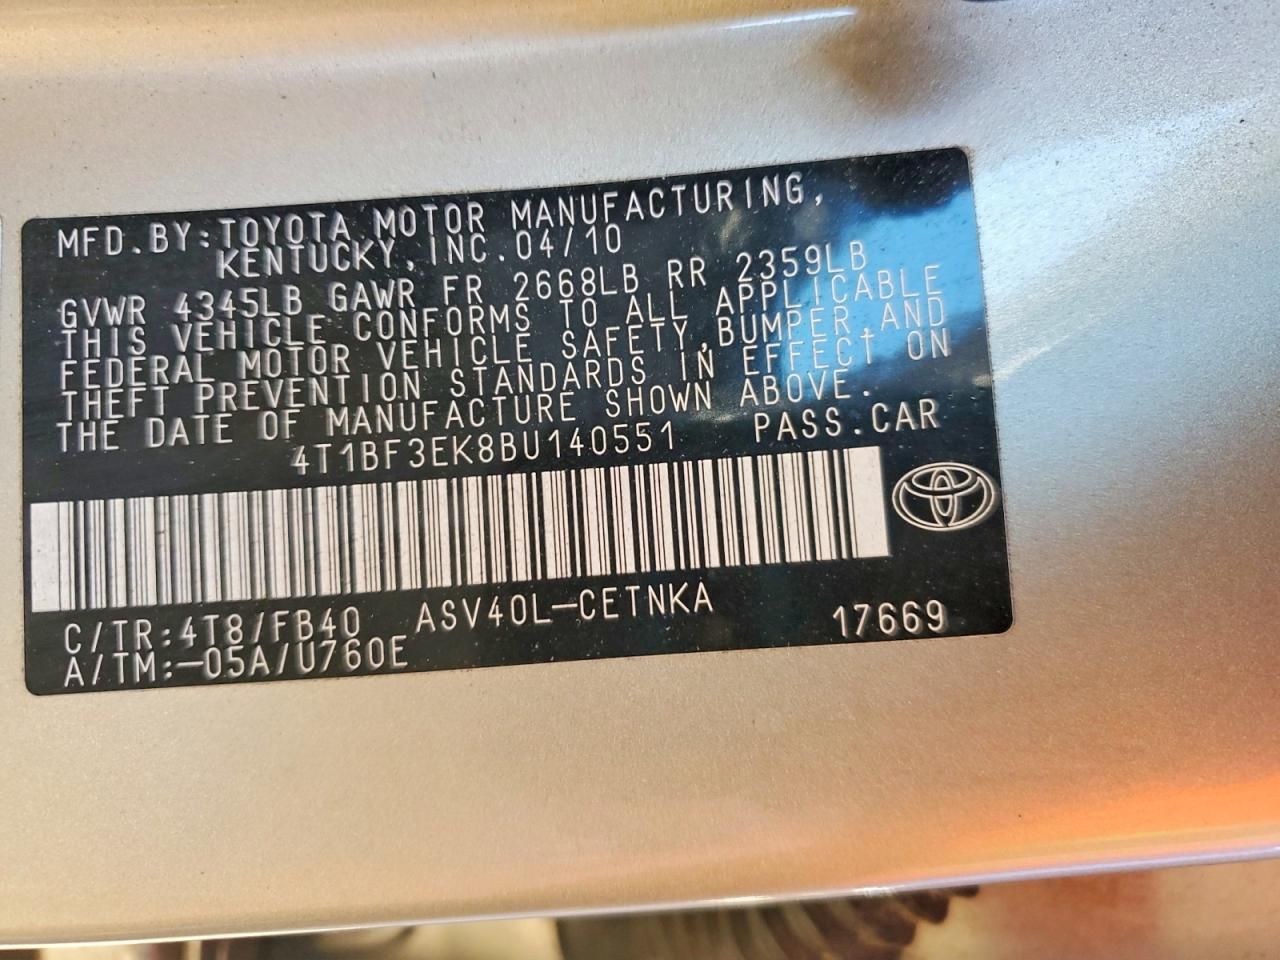 MFD.BY:TOYOTA MOTOR MANUFACTURING,
KENTUCKY, INC.04/10
GVWR 4345LB GAWR FR 2668LB RR 2359LB
THIS VEHICLE CONFORMS TO ALL APPLICABLE
FEDERAL MOTOR VEHICLE SAFETY,BUMPER,AND
THEFT PREVENTION STANDARDS IN EFFECT ON
THE DATE OF MANUFACTURE SHOWN ABOVE.
4T1BF3EK8BU140551 PASS.CAR
C/TR:4T8/FB40 ASV40L-CETNKA 17669
A/TM:-05A/U760E